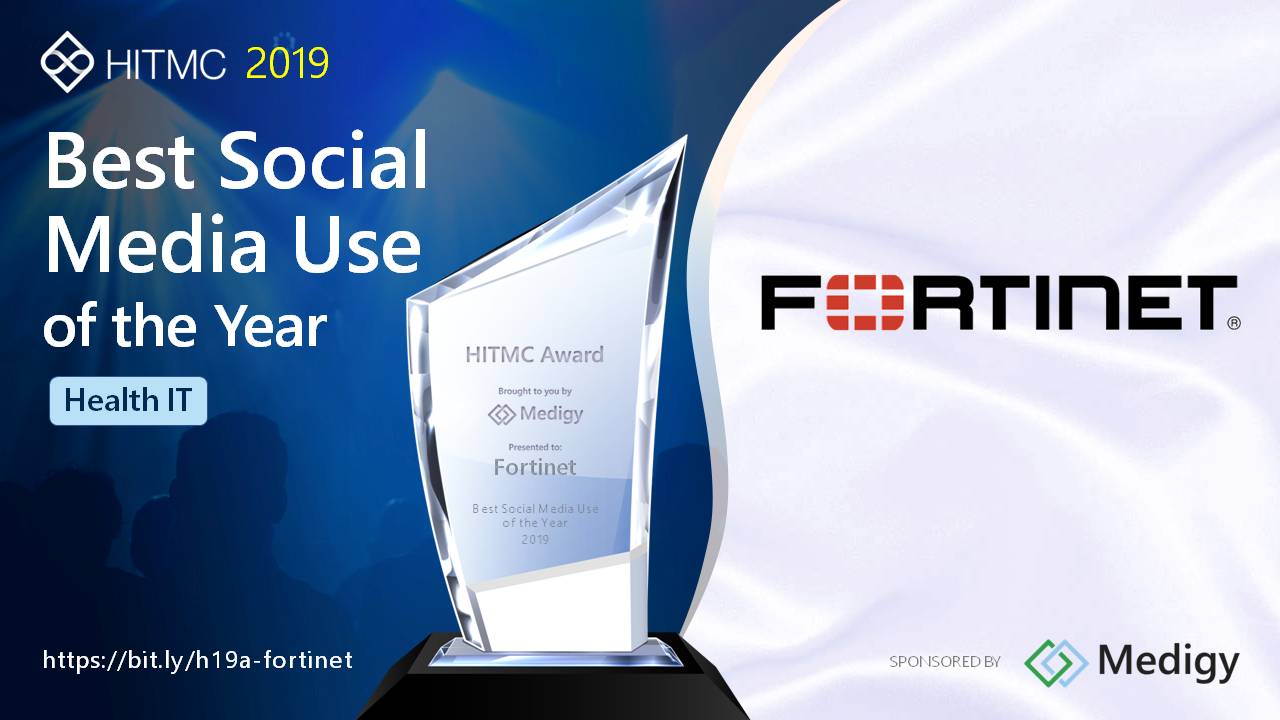 HITMC 2019
Best Social
Media Use
of the Year
Health IT
HITMC Award
Brought to you by
Medigy
Presented to:
Fortinet
Best Social Media Use
of the Year
2019
https://bit.ly/h19a-fortinet
FORTINET®
SPONSORED BY Medigy